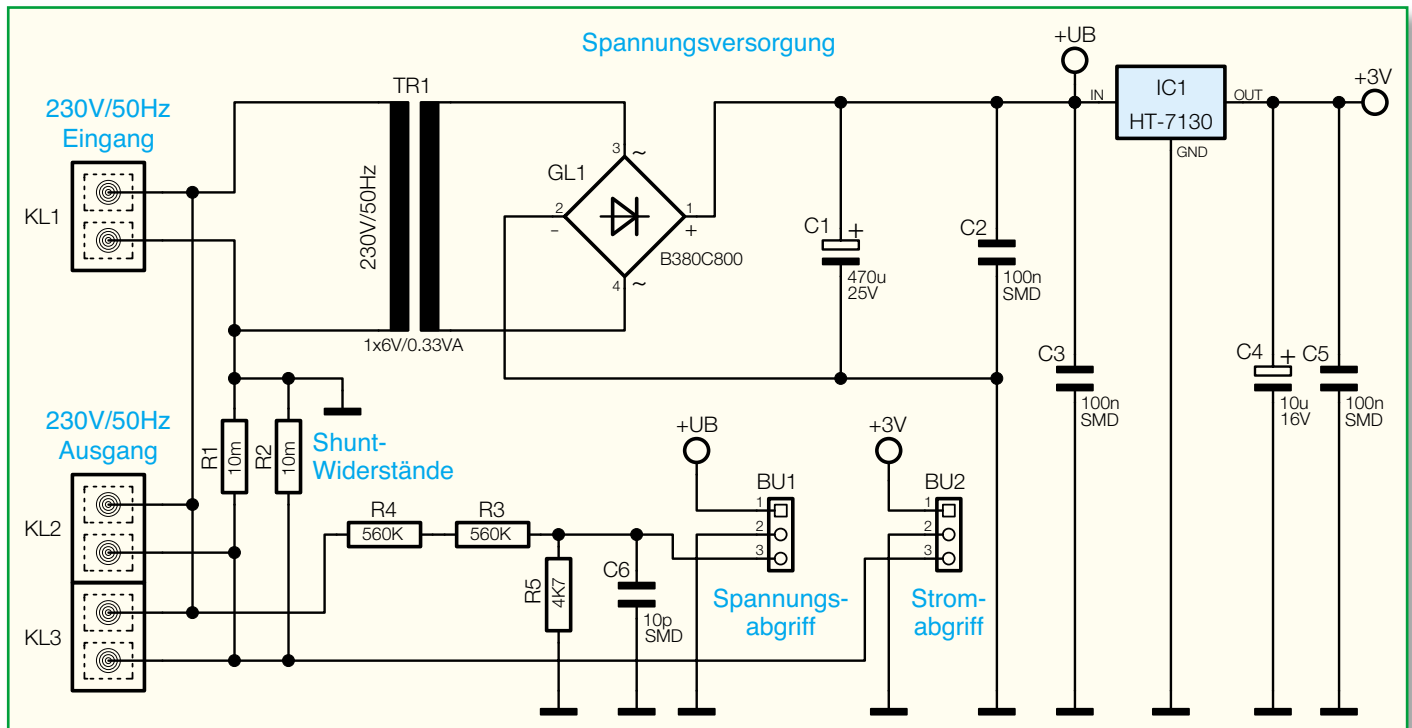 Spannungsversorgung
+UB
+3V
230V/50Hz
Eingang
KL1
TR1
230V/50Hz
1x6V/0.33VA
GL1
3
~
2
–
1
+
4
~
B380C800
C1
+
470u
25V
C2
100n
SMD
IN
IC1
HT-7130
OUT
GND
C3
100n
SMD
C4
+
10u
16V
C5
100n
SMD
230V/50Hz
Ausgang
KL2
KL3
R1
10m
R2
10m
Shunt-
Widerstände
R4
560K
R3
560K
R5
4K7
C6
10p
SMD
+UB
BU1
1
2
3
Spannungs-
abgriff
+3V
BU2
1
2
3
Strom-
abgriff